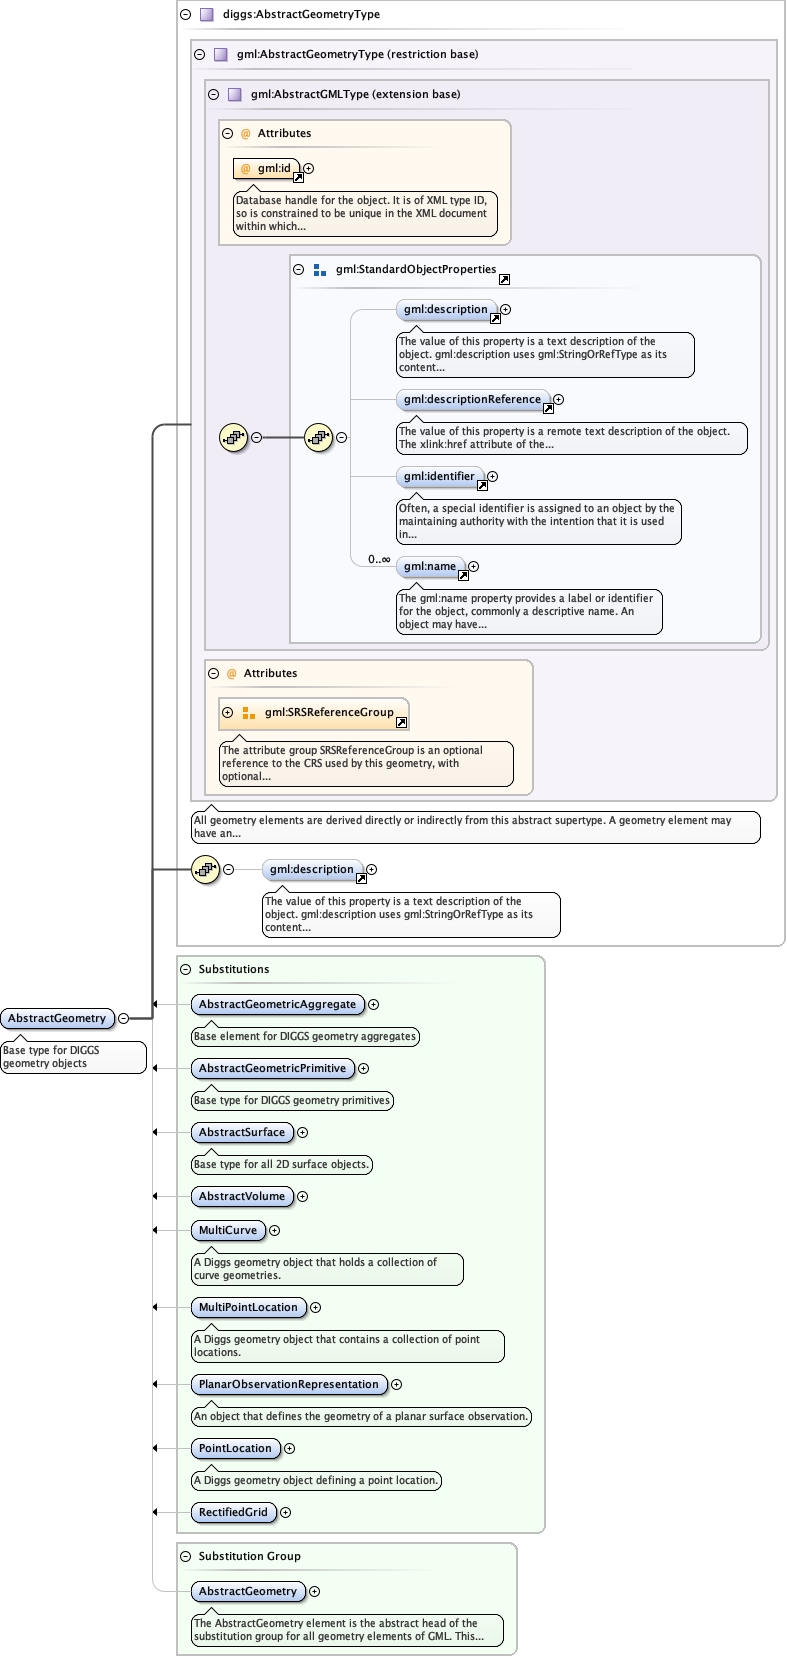 diggs:AbstractGeometryType
gml:AbstractGeometryType (restriction base)
gml:AbstractGMLType (extension base)
@ Attributes
@ gml:id
Database handle for the object. It is of XML type ID,
so is constrained to be unique in the XML document
within which...
gml:StandardObjectProperties
gml:description
The value of this property is a text description of the
object. gml:description uses gml:StringOrRefType as its
content...
gml:descriptionReference
The value of this property is a remote text description of the object.
The xlink:href attribute of the...
gml:identifier
Often, a special identifier is assigned to an object by the
maintaining authority with the intention that it is used
in...
0..∞
gml:name
The gml:name property provides a label or identifier
for the object, commonly a descriptive name. An
object may have...
@ Attributes
gml:SRSReferenceGroup
The attribute group SRSReferenceGroup is an optional
reference to the CRS used by this geometry, with
optional...
All geometry elements are derived directly or indirectly from this abstract supertype. A geometry element may
have an...
gml:description
The value of this property is a text description of the
object. gml:description uses gml:StringOrRefType as its
content...
AbstractGeometry
Base type for DIGGS
geometry objects
Substitutions
AbstractGeometricAggregate
Base element for DIGGS geometry aggregates
AbstractGeometricPrimitive
Base type for DIGGS geometry primitives
AbstractSurface
Base type for all 2D surface objects.
AbstractVolume
MultiCurve
A Diggs geometry object that holds a collection of
curve geometries.
MultiPointLocation
A Diggs geometry object that contains a collection of point
locations.
PlanarObservationRepresentation
An object that defines the geometry of a planar surface observation.
PointLocation
A Diggs geometry object defining a point location.
RectifiedGrid
Substitution Group
AbstractGeometry
The AbstractGeometry element is the abstract head of the
substitution group for all geometry elements of GML. This...